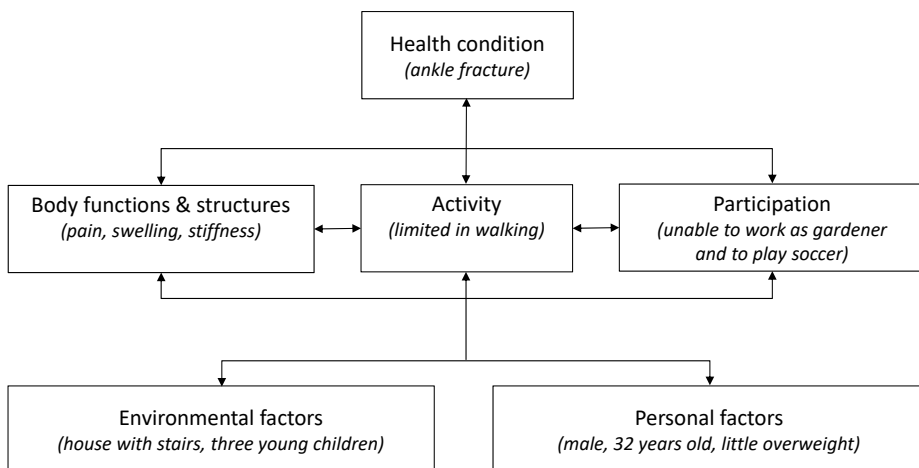 Health condition
(ankle fracture)
Body functions & structures
(pain, swelling, stiffness)
Activity
(limited in walking)
Participation
(unable to work as gardener
and to play soccer)
Environmental factors
(house with stairs, three young children)
Personal factors
(male, 32 years old, little overweight)